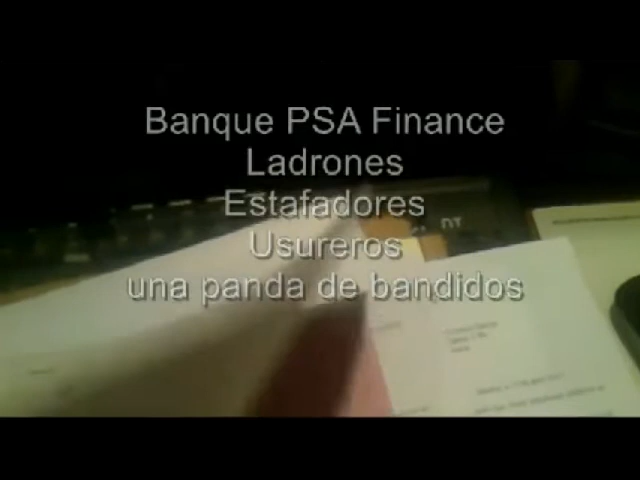 Banque PSA Finance
Ladrones
Estafadores
Usureros
una panda de bandidos